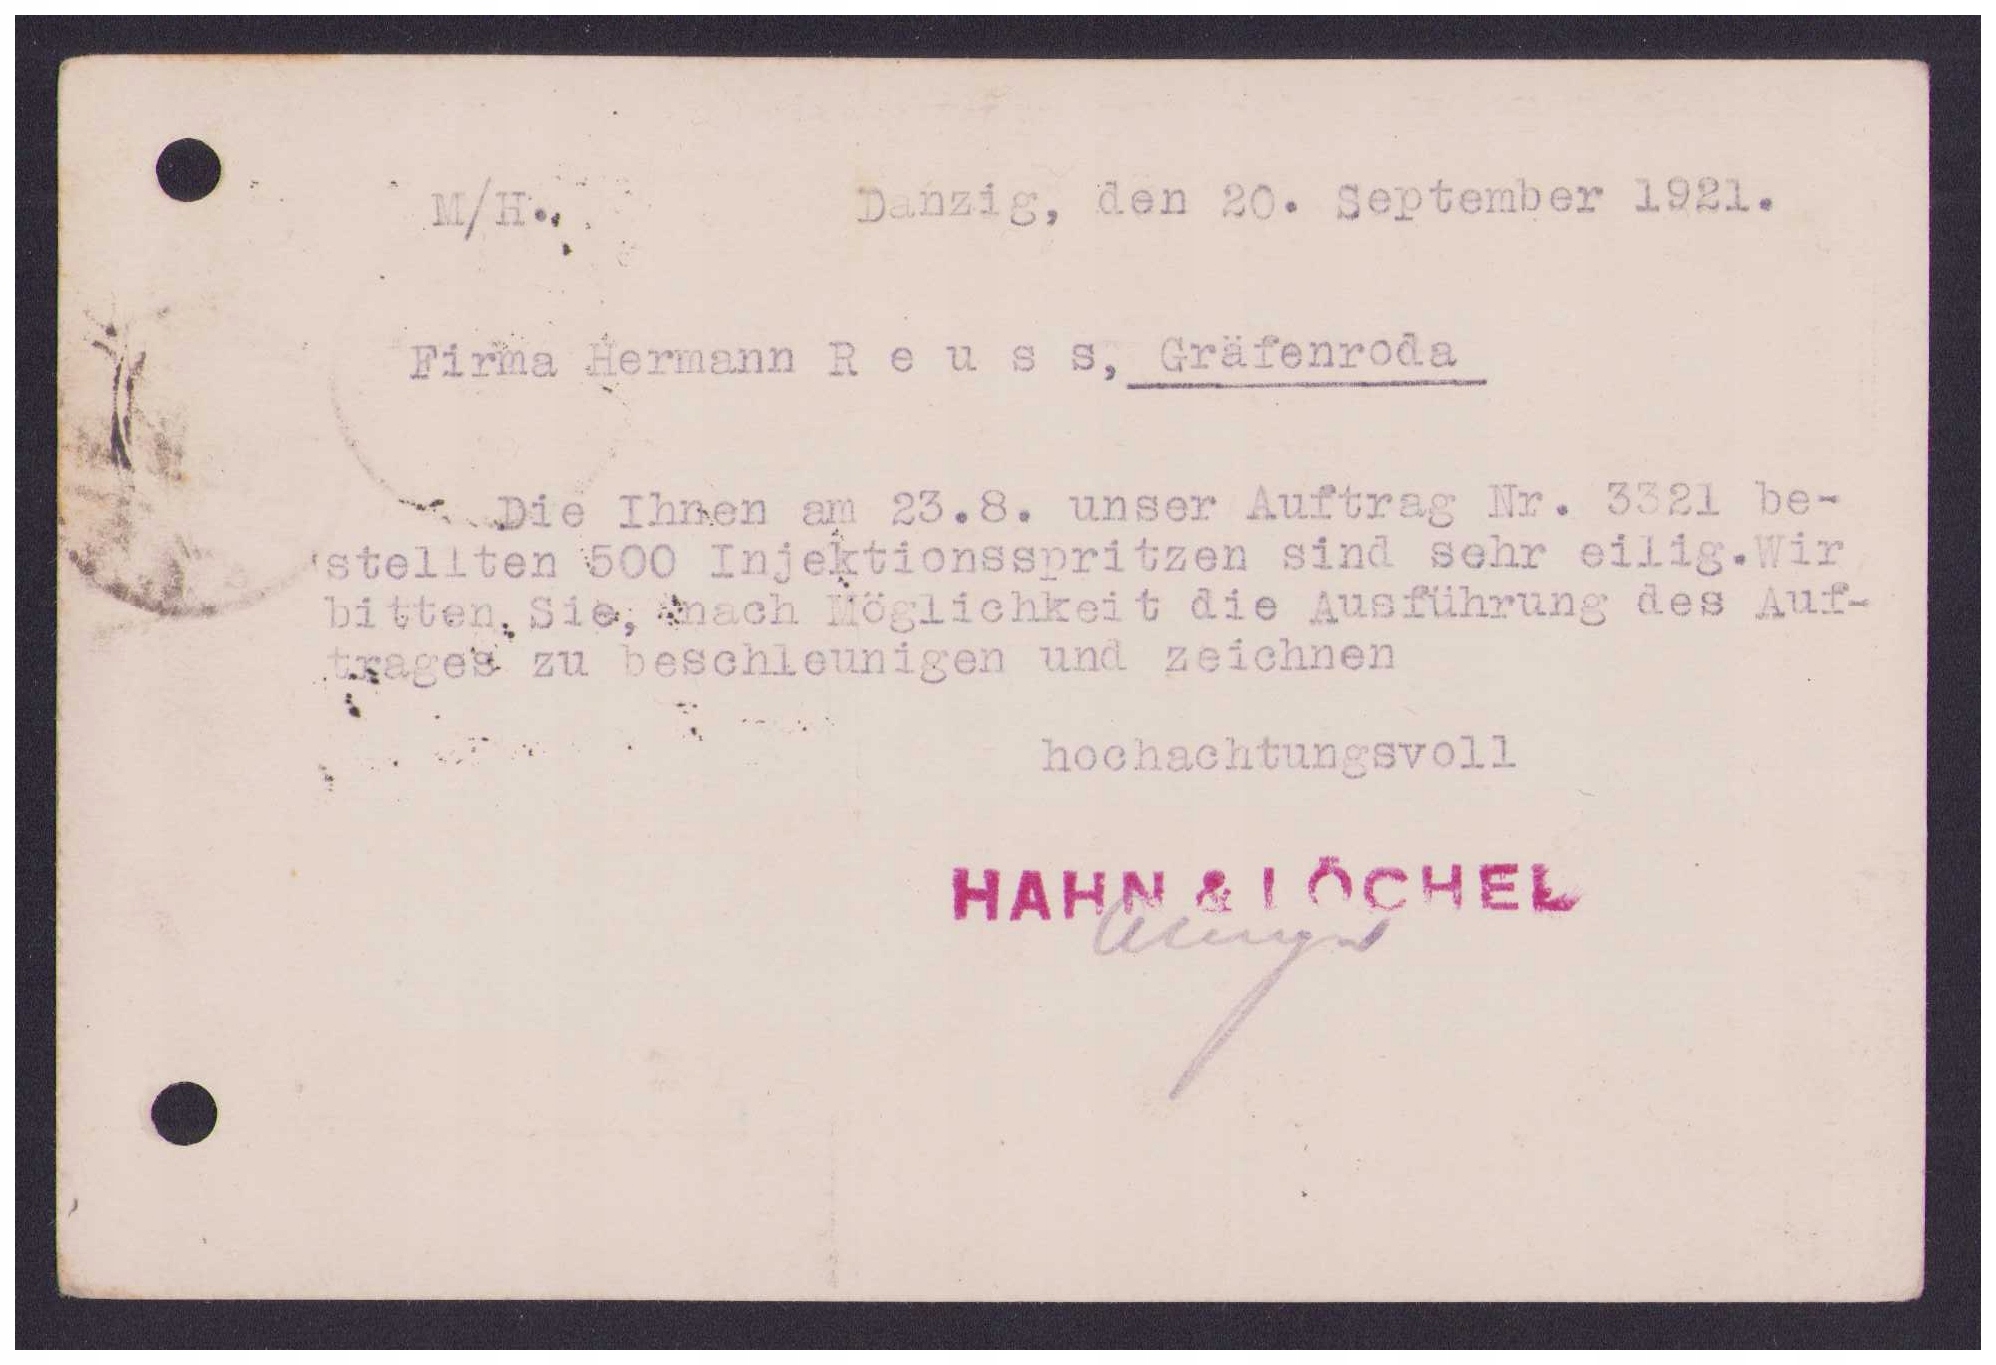 M/H. Danzig, den 20. September 1921.
Firma Hermann R e u s s, Gräfenroda
Die Ihnen am 23.8. unser Auftrag Nr. 3321 be-
stellten 500 Injektionsspritzen sind sehr eilig.Wir
bitten Sie, nach Möglichkeit die Ausführung des Auf-
trages zu beschleunigen und zeichnen
hochachtungsvoll
HAHN & LÖCHEL